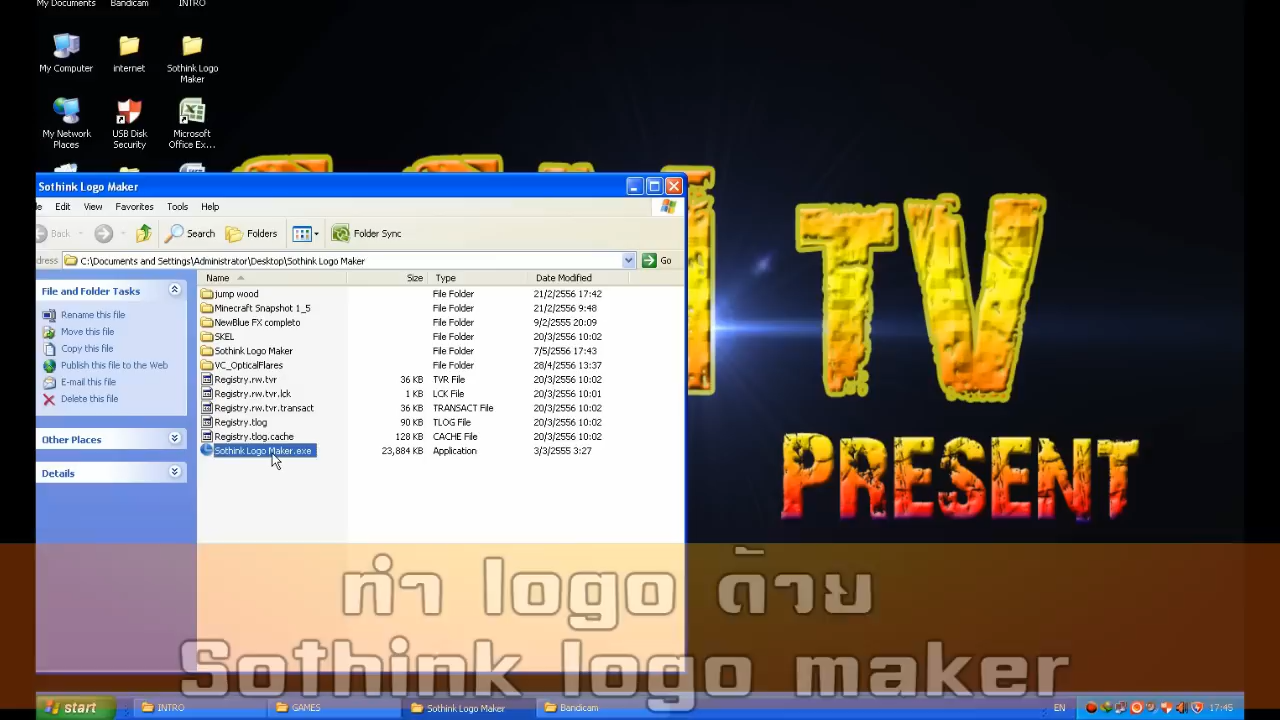 My Documents
Bandicam
INTRO
My Computer
internet
Sothink Logo
Maker
My Network
Places
USB Disk
Security
Microsoft
Office Ex...
TV
PRESENT
Sothink Logo Maker
Edit View Favorites Tools Help
Back Search Folders Folder Sync
C:\Documents and Settings\Administrator\Desktop\Sothink Logo Maker Go
File and Folder Tasks
Rename this file
Move this file
Copy this file
Publish this file to the Web
E-mail this file
Delete this file
Other Places
Details
Name Size Type Date Modified
jump wood File Folder 21/2/2556 17:42
Minecraft Snapshot 1_5 File Folder 21/2/2556 9:48
NewBlue FX completo File Folder 9/2/2555 20:09
SKEL File Folder 20/3/2556 10:02
Sothink Logo Maker File Folder 7/5/2556 17:43
VC_OpticalFlares File Folder 28/4/2556 13:37
Registry.rw.tvr 36 KB TVR File 20/3/2556 10:02
Registry.rw.tvr.lck 1 KB LCK File 20/3/2556 10:01
Registry.rw.tvr.transact 36 KB TRANSACT File 20/3/2556 10:02
Registry.tlog 90 KB TLOG File 20/3/2556 10:02
Registry.tlog.cache 128 KB CACHE File 20/3/2556 10:02
Sothink Logo Maker.exe 23,884 KB Application 3/3/2555 3:27
ทำ logo ด้วย
Sothink logo maker
start INTRO GAMES Sothink Logo Maker Bandicam EN 17:45